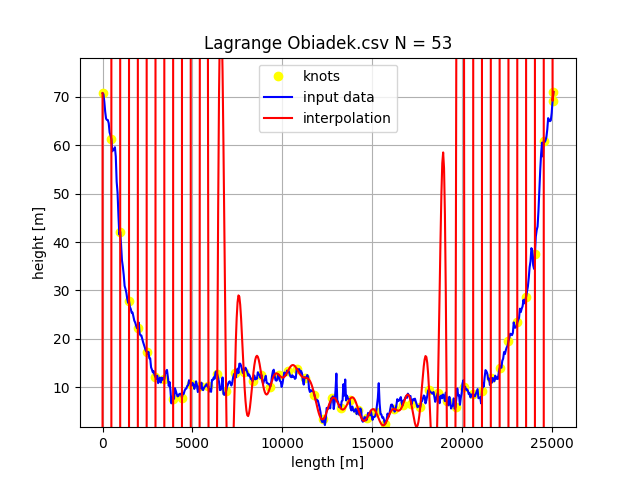 Lagrange Obiadek.csv N = 53
knots
input data
interpolation
height [m]
70
60
50
40
30
20
10
0 5000 10000 15000 20000 25000
length [m]